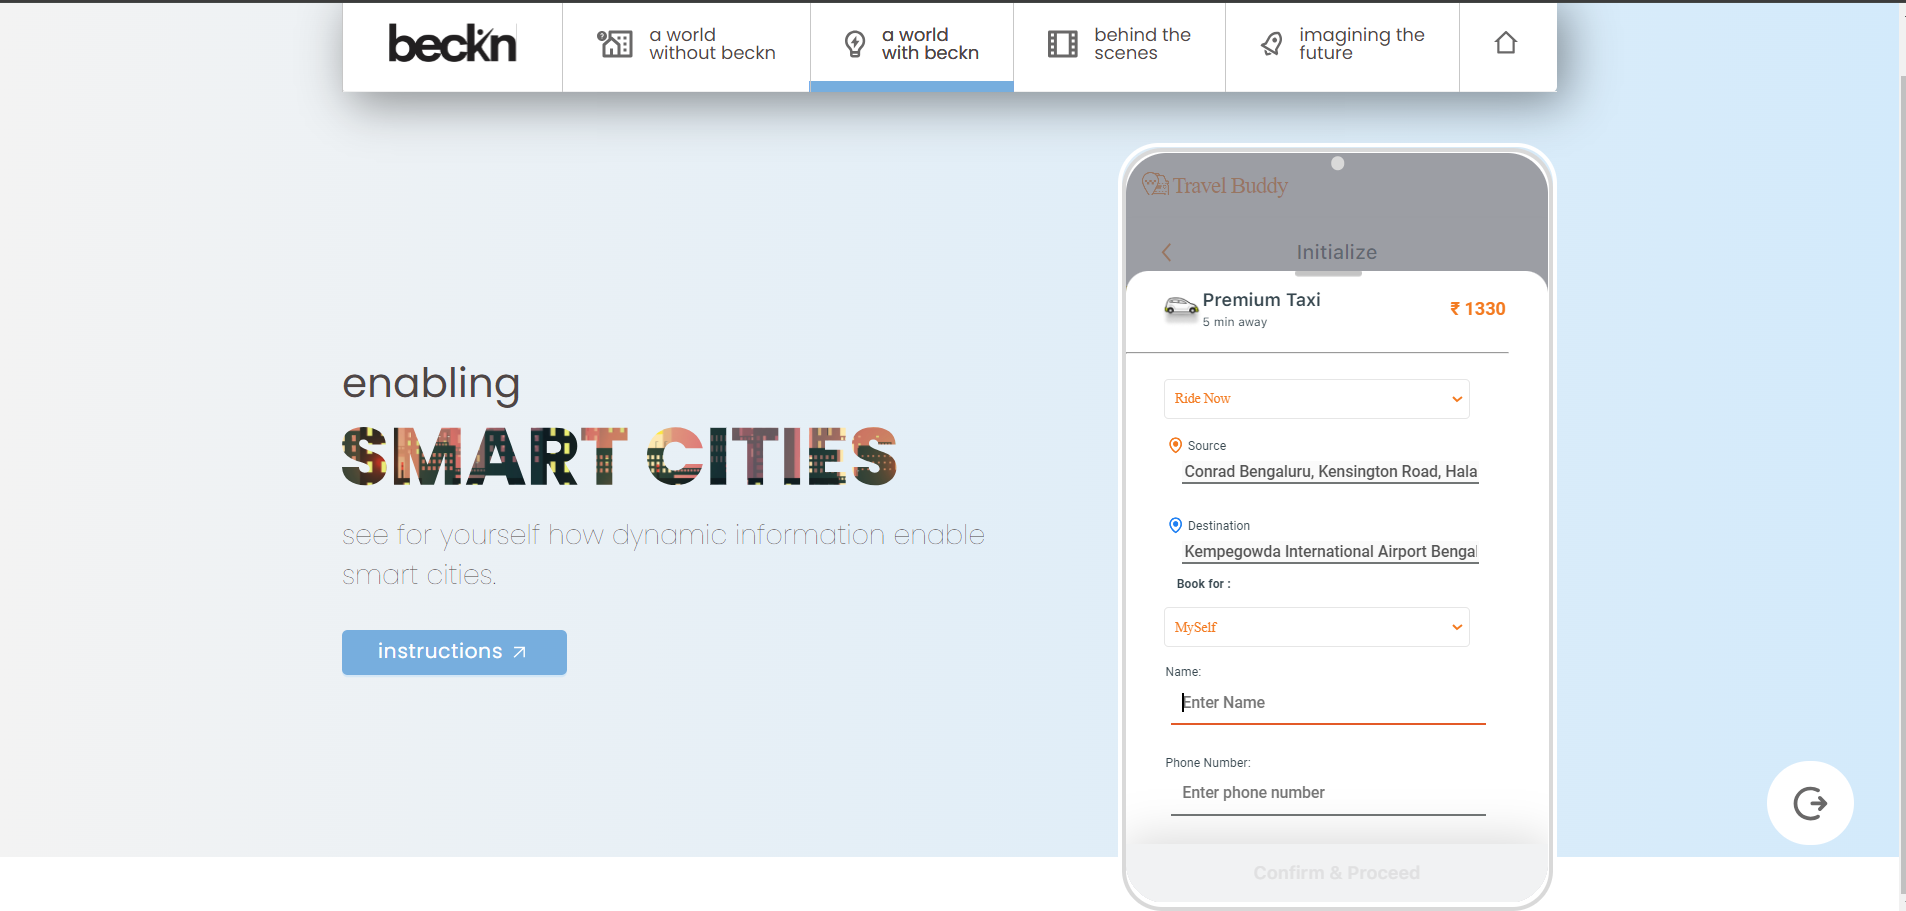 beckn
a world
without beckn
a world
with beckn
behind the
scenes
imagining the
future
enabling
SMART CITIES
see for yourself how dynamic information enable
smart cities.
instructions
Travel Buddy
Initialize
Premium Taxi
5 min away
₹ 1330
Ride Now
Source
Conrad Bengaluru, Kensington Road, Hala
Destination
Kempegowda International Airport Benga
Book for :
MySelf
Name:
Enter Name
Phone Number:
Enter phone number
Confirm & Proceed